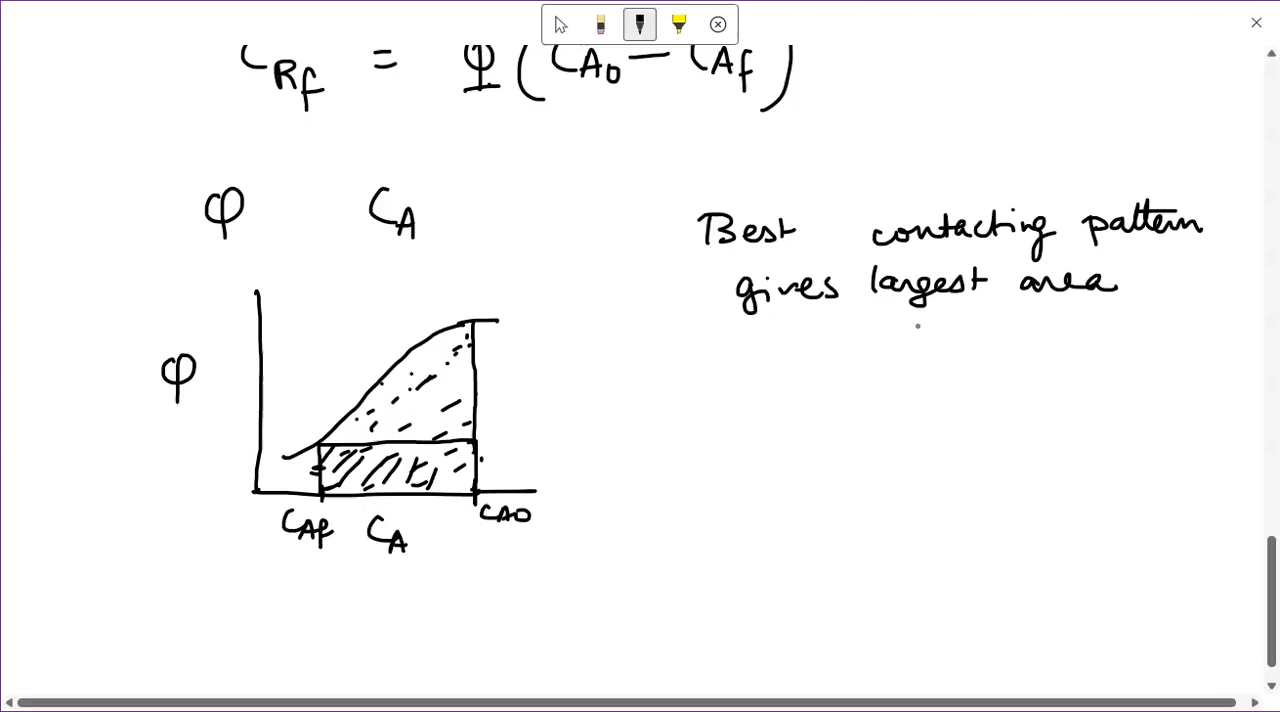 C_Rf = Φ (C_A0 — C_Af)
φ C_A
Best contacting pattern
gives largest area
φ
C_Af C_A C_A0